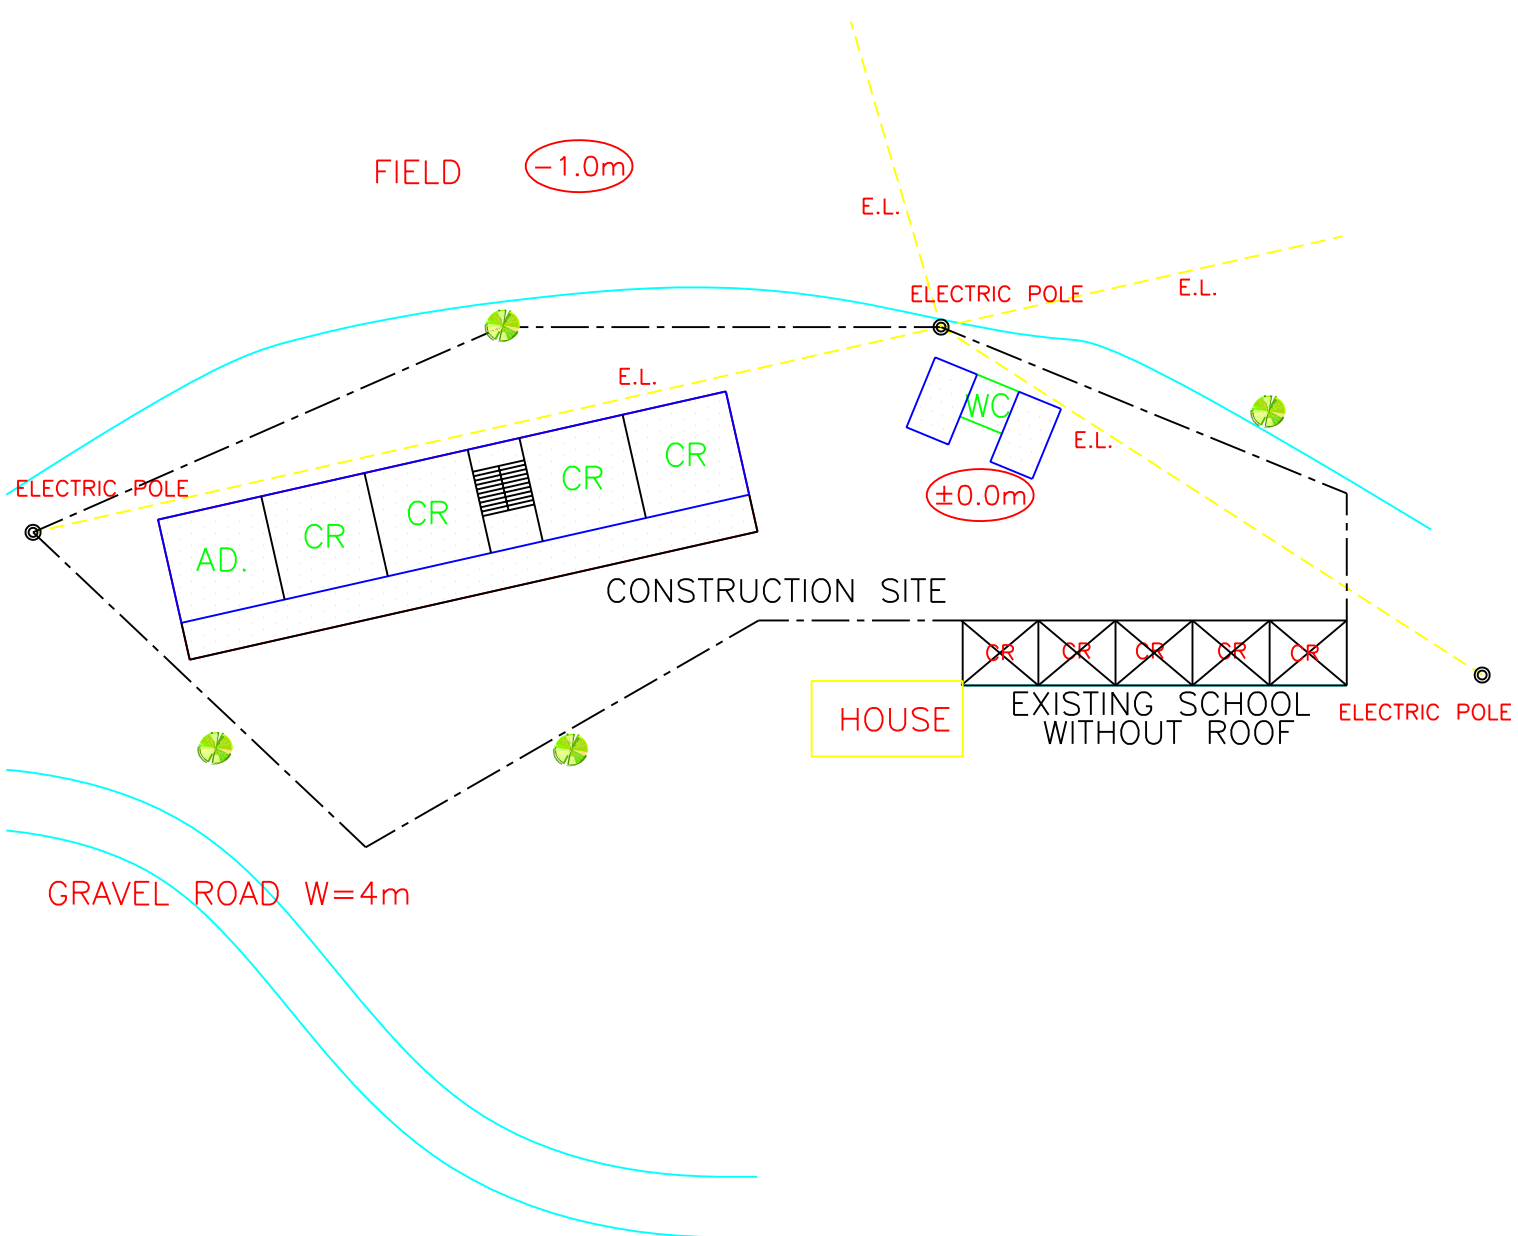 FIELD
-1.0m
E.L.
E.L.
ELECTRIC POLE
E.L.
WC
E.L.
CR
CR
ELECTRIC POLE
±0.0m
CR
CR
AD.
CONSTRUCTION SITE
CR
CR
CR
CR
CR
EXISTING SCHOOL
WITHOUT ROOF
HOUSE
ELECTRIC POLE
GRAVEL ROAD W=4m